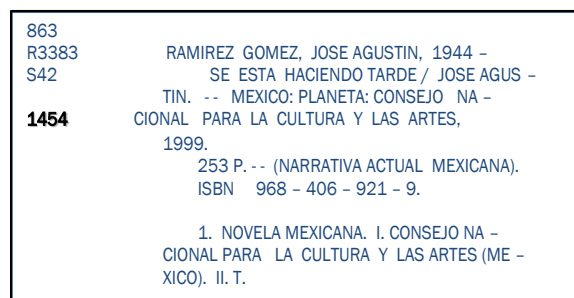 863
R3383 RAMIREZ GOMEZ, JOSE AGUSTIN, 1944 –
S42 SE ESTA HACIENDO TARDE / JOSE AGUS –
TIN. - - MEXICO: PLANETA: CONSEJO NA –
1454 CIONAL PARA LA CULTURA Y LAS ARTES,
1999.
253 P. - - (NARRATIVA ACTUAL MEXICANA).
ISBN 968 – 406 – 921 – 9.
1. NOVELA MEXICANA. I. CONSEJO NA –
CIONAL PARA LA CULTURA Y LAS ARTES (ME –
XICO). II. T.